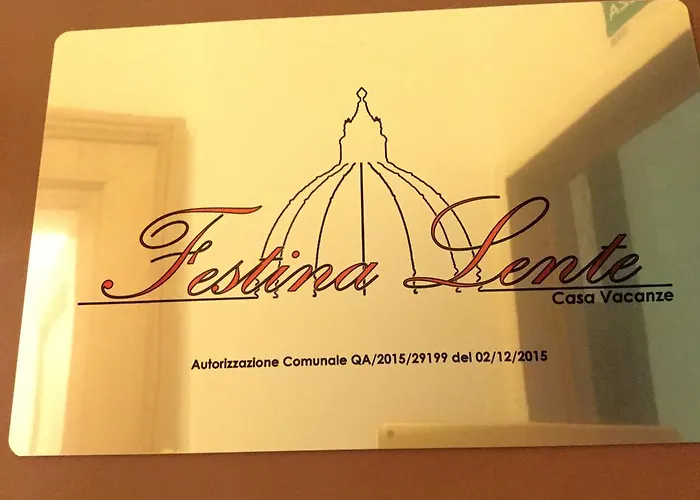 Festina Lente
Casa Vacanze
Autorizzazione Comunale QA/2015/29199 del 02/12/2015